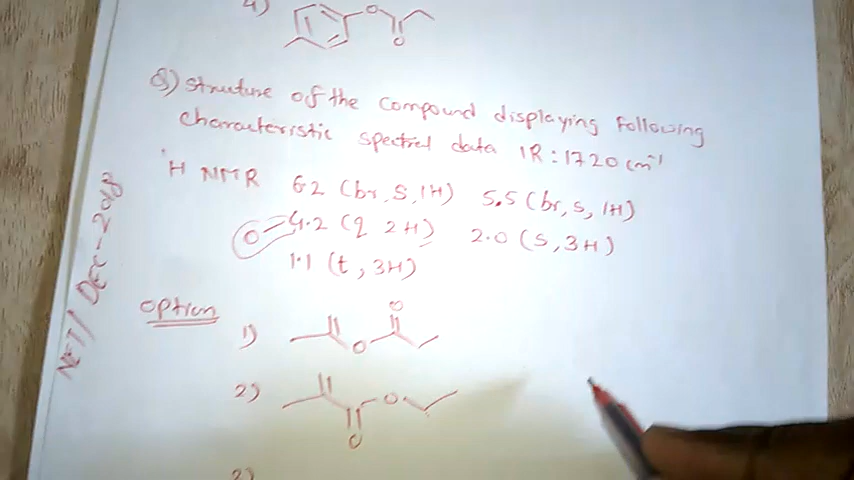 4)
O
O
Q) Struture of the compound displaying following
characteristic spectral data IR : 1720 cm⁻¹
¹H NMR 6.2 (br, S, 1H) 5.5 (br, s, 1H)
O 4.2 (q 2H) 2.0 (S, 3H)
1.1 (t, 3H)
NET/ DEC-2018
option
1) O O
2) O O
3)